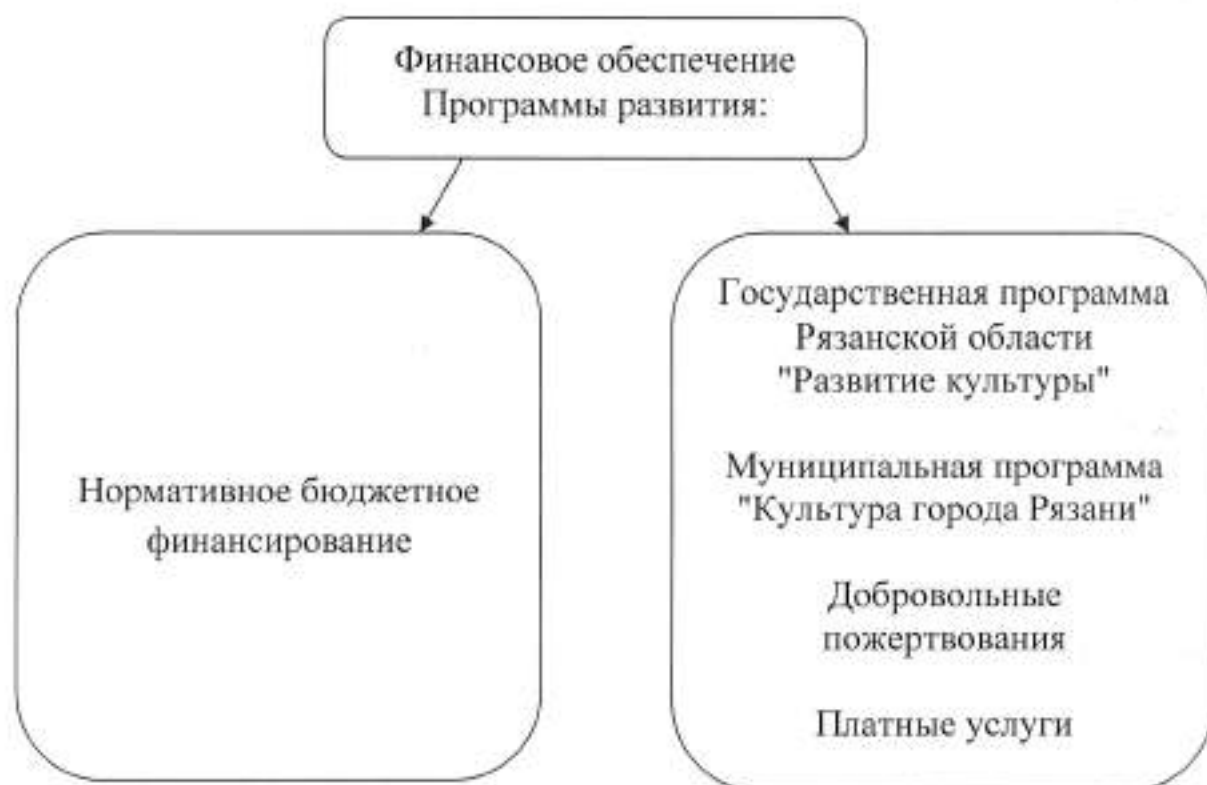 Финансовое обеспечение
Программы развития:
Нормативное бюджетное
финансирование
Государственная программа
Рязанской области
"Развитие культуры"
Муниципальная программа
"Культура города Рязани"
Добровольные
пожертвования
Платные услуги